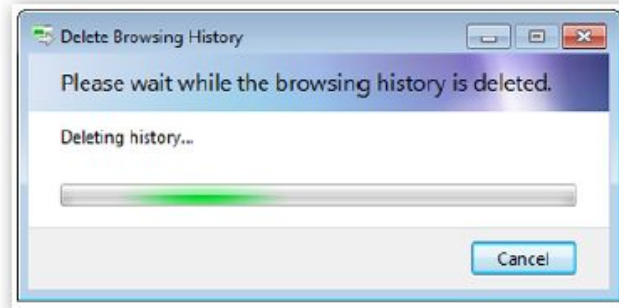 Delete Browsing History
Please wait while the browsing history is deleted.
Deleting history...
Cancel